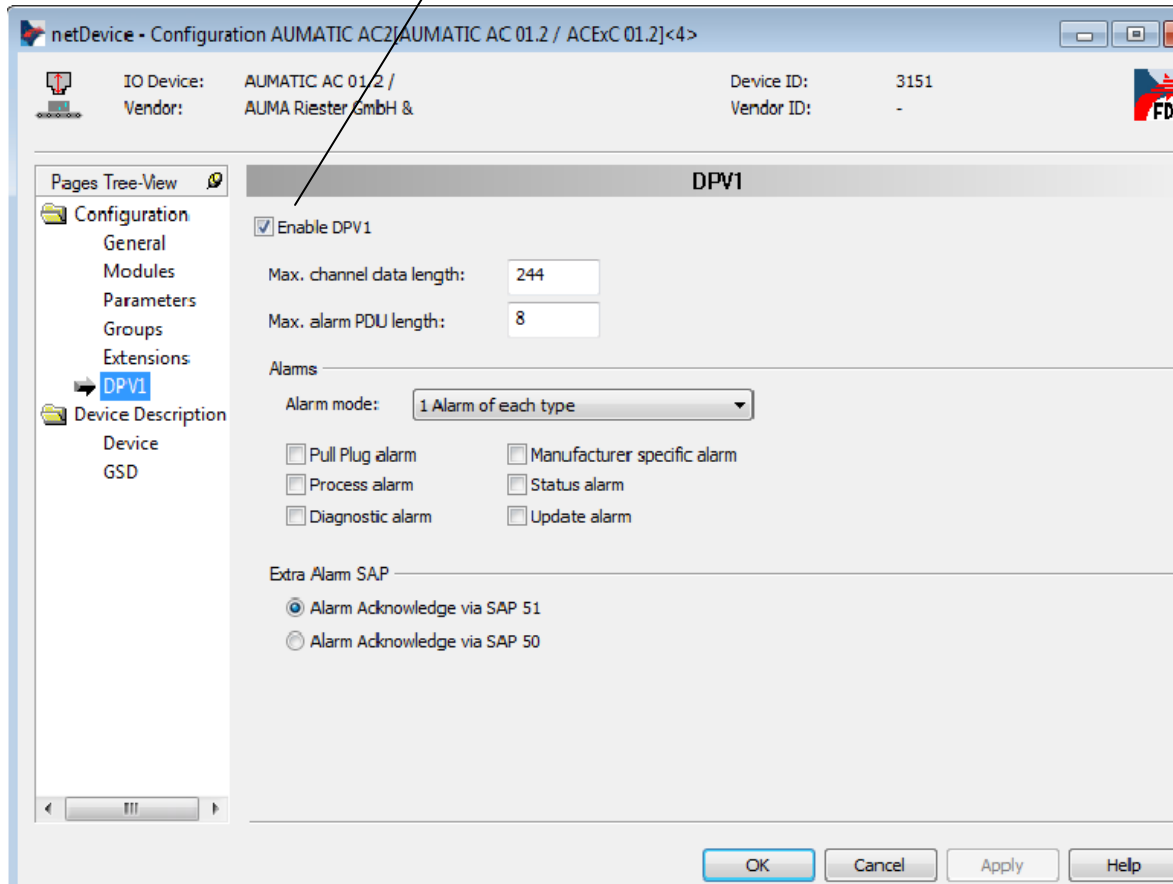 netDevice - Configuration AUMATIC AC2[AUMATIC AC 01.2 / ACExC 01.2]<4>
IO Device: AUMATIC AC 01.2 / Device ID: 3151
Vendor: AUMA Riester GmbH & Vendor ID: -
FD
Pages Tree-View
DPV1
Configuration
General
Modules
Parameters
Groups
Extensions
DPV1
Device Description
Device
GSD
Enable DPV1
Max. channel data length: 244
Max. alarm PDU length: 8
Alarms
Alarm mode: 1 Alarm of each type
Pull Plug alarm Manufacturer specific alarm
Process alarm Status alarm
Diagnostic alarm Update alarm
Extra Alarm SAP
Alarm Acknowledge via SAP 51
Alarm Acknowledge via SAP 50
OK Cancel Apply Help